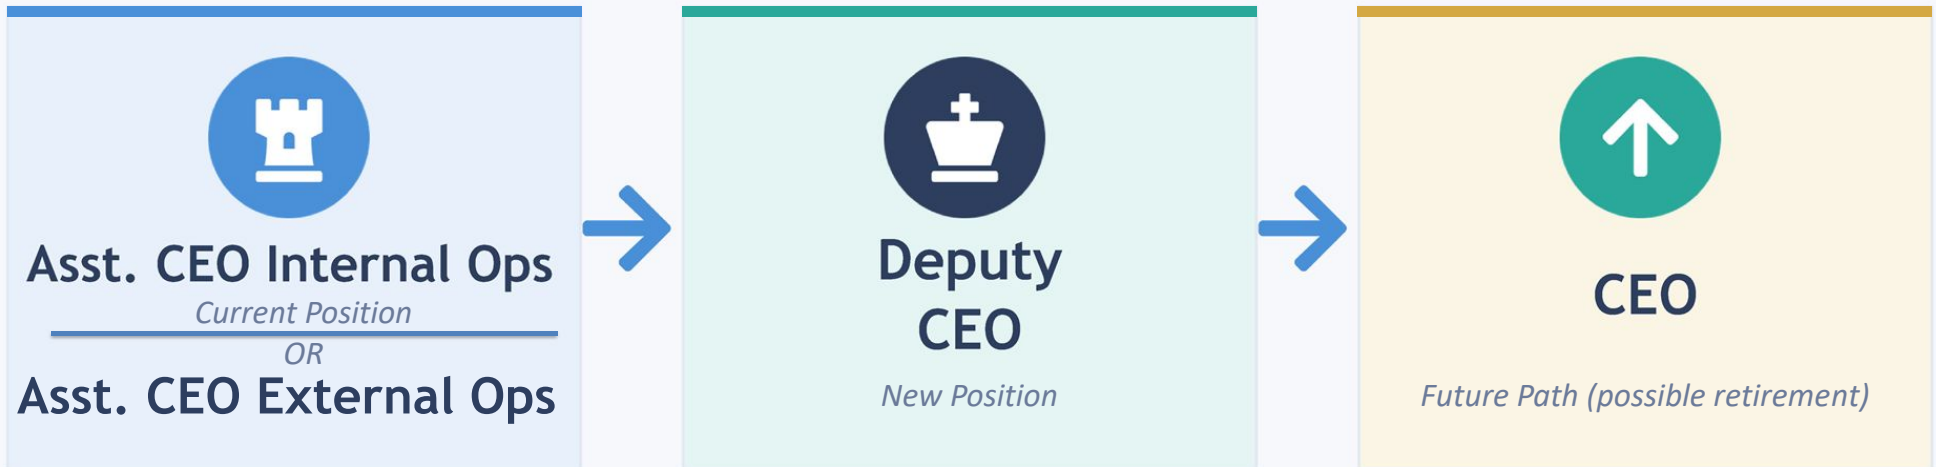 Asst. CEO Internal Ops
Current Position
OR
Asst. CEO External Ops
Deputy
CEO
New Position
CEO
Future Path (possible retirement)